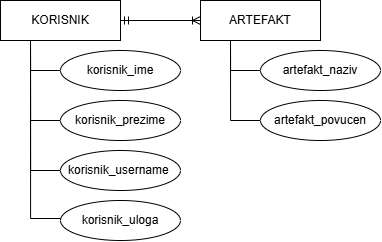 KORISNIK
ARTEFAKT
korisnik_ime
artefakt_naziv
korisnik_prezime
artefakt_povucen
korisnik_username
korisnik_uloga